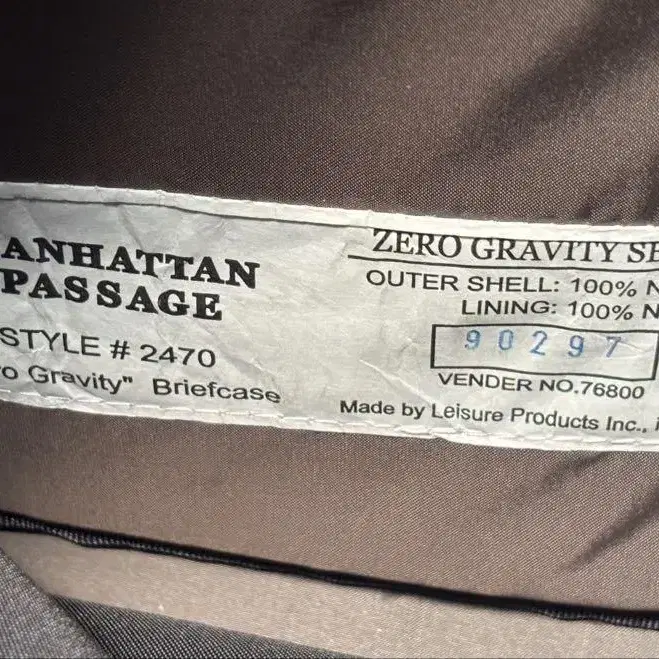 ANHATTAN
PASSAGE
STYLE # 2470
o Gravity" Briefcase
ZERO GRAVITY SE
OUTER SHELL: 100% N
LINING: 100% N
90297
VENDER NO.76800
Made by Leisure Products Inc., i